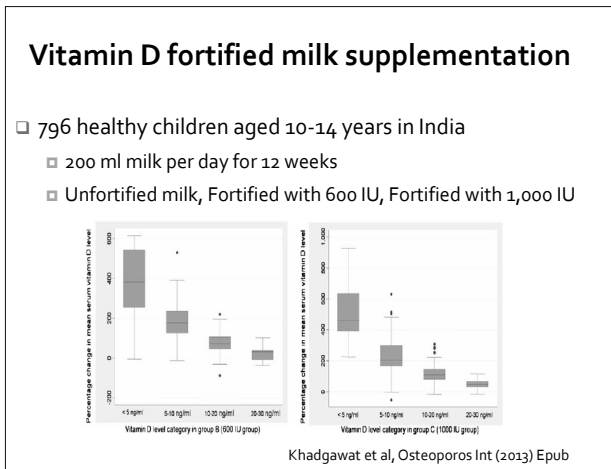 Vitamin D fortified milk supplementation
796 healthy children aged 10-14 years in India
200 ml milk per day for 12 weeks
Unfortified milk, Fortified with 600 IU, Fortified with 1,000 IU
Percentage change in mean serum vitamin D level
600
400
200
0
-200
< 5 ng/ml
5-10 ng/ml
10-20 ng/ml
20-30 ng/ml
Vitamin D level category in group B (600 IU group)
Percentage change in mean serum vitamin D level
1,000
800
600
400
200
0
< 5 ng/ml
5-10 ng/ml
10-20 ng/ml
20-30 ng/ml
Vitamin D level category in group C (1000 IU group)
Khadgawat et al, Osteoporos Int (2013) Epub